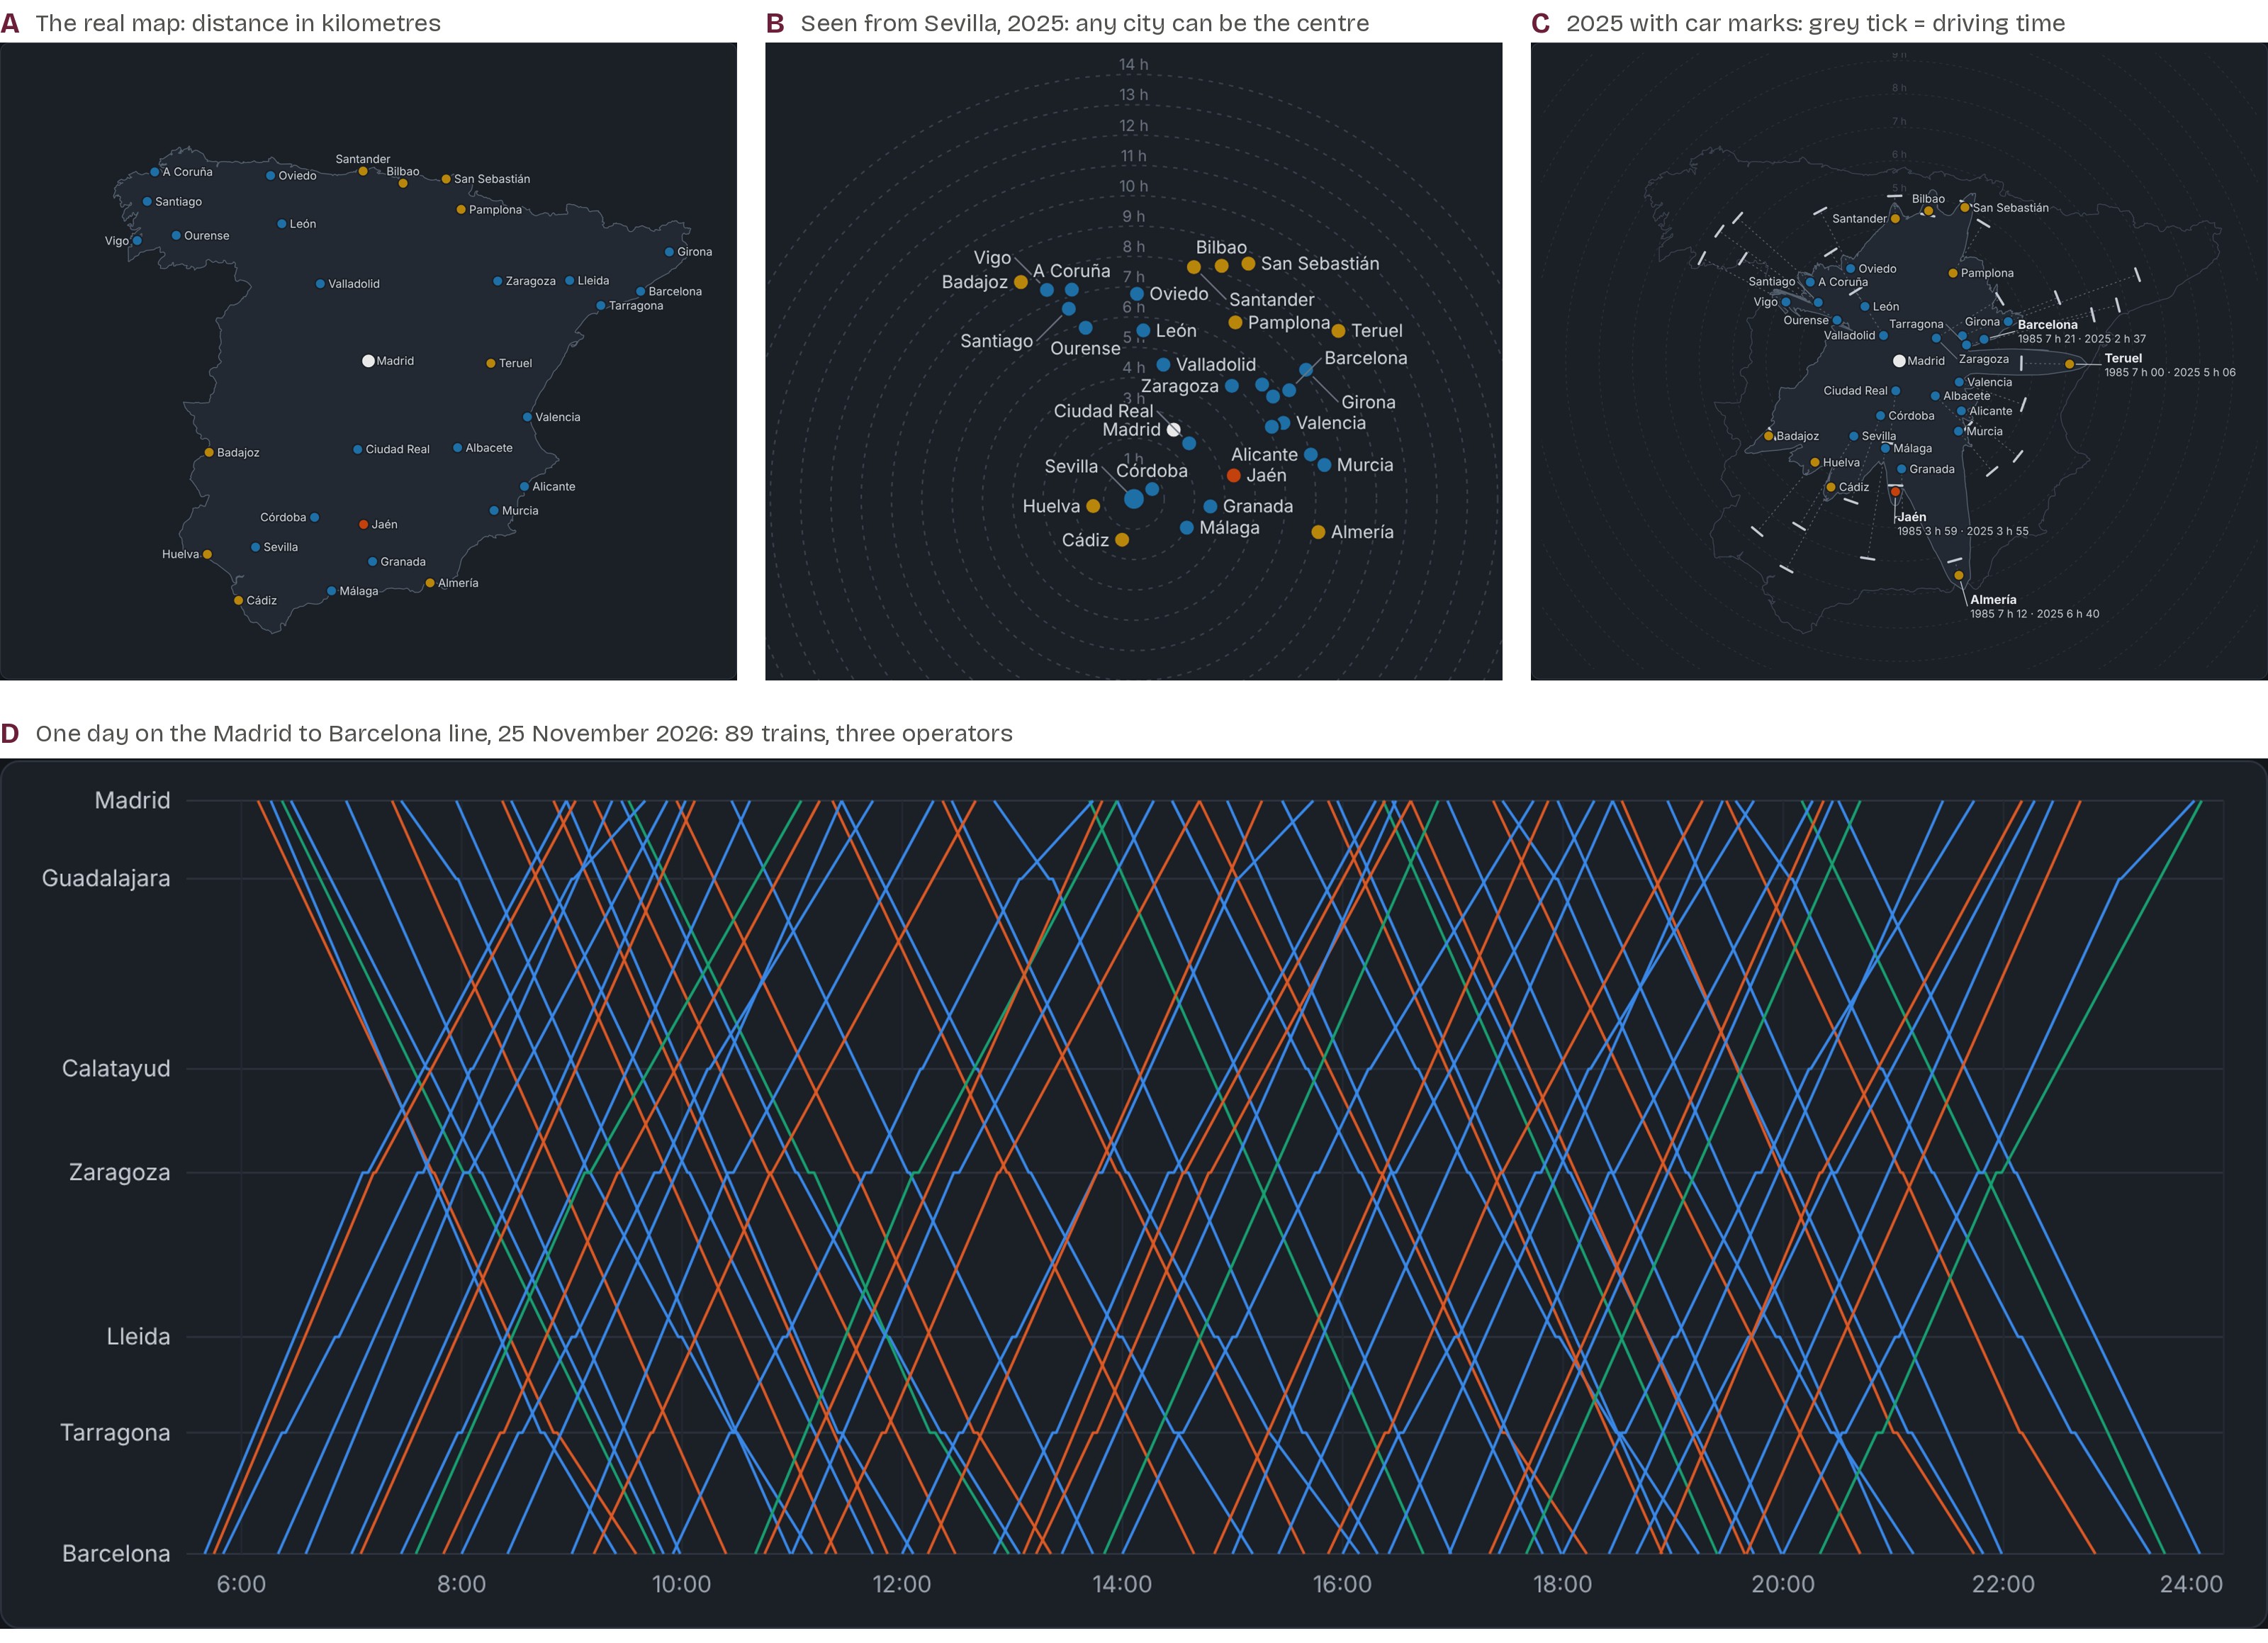 A The real map: distance in kilometres
Santander
Bilbao
A Coruña
Oviedo
San Sebastián
Santiago
Pamplona
León
Vigo
Ourense
Girona
Valladolid
Zaragoza
Lleida
Barcelona
Tarragona
Madrid
Teruel
Valencia
Badajoz
Ciudad Real
Albacete
Alicante
Córdoba
Jaén
Murcia
Huelva
Sevilla
Granada
Almería
Málaga
Cádiz
B Seen from Sevilla, 2025: any city can be the centre
14 h
13 h
12 h
11 h
10 h
9 h
8 h
Bilbao
Vigo
San Sebastián
A Coruña
7 h
Badajoz
Oviedo
Santander
6 h
Pamplona
León
Teruel
5 h
Santiago
Ourense
Barcelona
Valladolid
4 h
Zaragoza
3 h
Girona
Ciudad Real
Valencia
Madrid
Alicante
1 h
Murcia
Sevilla
Córdoba
Jaén
Huelva
Granada
Málaga
Almería
Cádiz
C 2025 with car marks: grey tick = driving time
9 h
8 h
7 h
6 h
5 h
Bilbao
San Sebastián
Santander
Oviedo
Pamplona
Santiago
A Coruña
Vigo
León
Ourense
Tarragona
Girona
Barcelona
1985 7 h 21 · 2025 2 h 37
Valladolid
Madrid
Zaragoza
Teruel
1985 7 h 00 · 2025 5 h 06
Valencia
Ciudad Real
Albacete
Córdoba
Alicante
Badajoz
Sevilla
Murcia
Málaga
Huelva
Granada
Cádiz
Jaén
1985 3 h 59 · 2025 3 h 55
Almería
1985 7 h 12 · 2025 6 h 40
D One day on the Madrid to Barcelona line, 25 November 2026: 89 trains, three operators
Madrid
Guadalajara
Calatayud
Zaragoza
Lleida
Tarragona
Barcelona
6:00 8:00 10:00 12:00 14:00 16:00 18:00 20:00 22:00 24:00